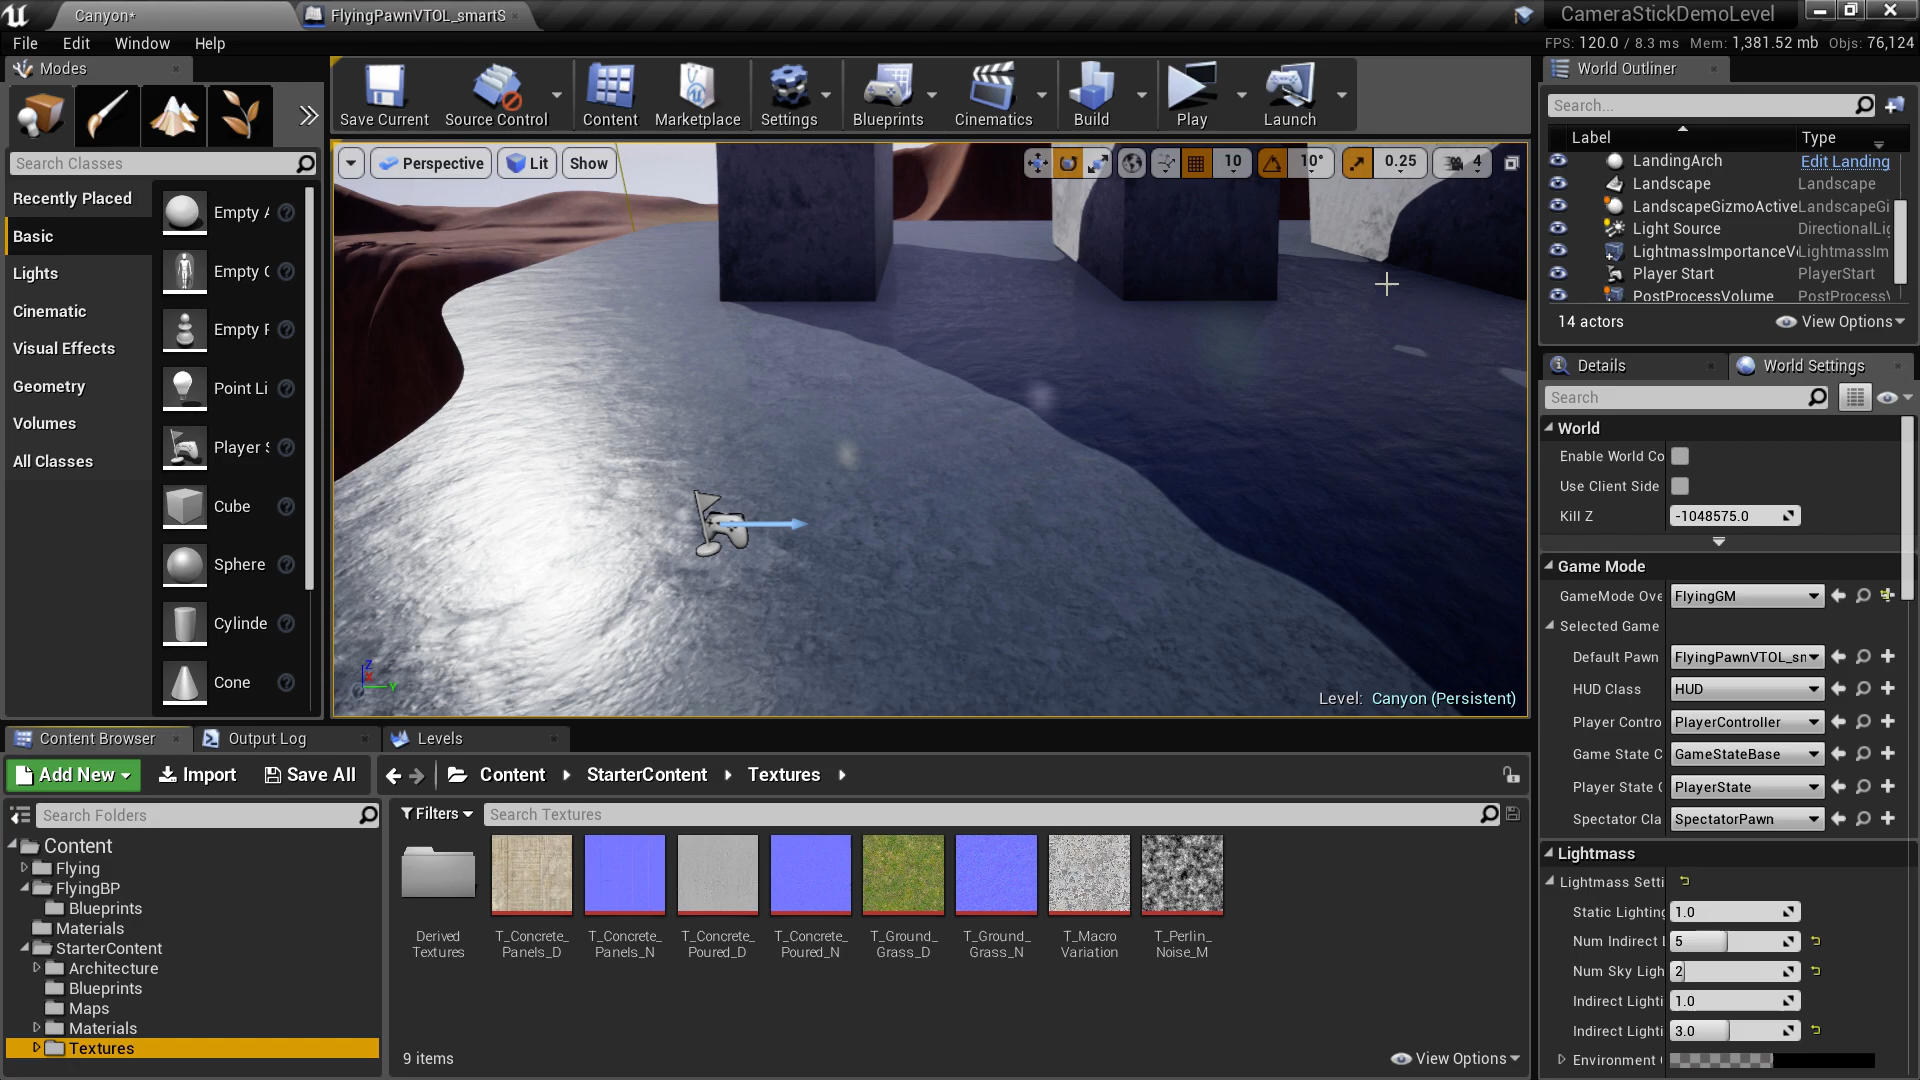 Canyon*
FlyingPawnVTOL_smartS
CameraStickDemoLevel
File Edit Window Help
FPS: 120.0 / 8.3 ms Mem: 1,381.52 mb Objs: 76,124
Modes
Search Classes
Recently Placed
Basic
Lights
Cinematic
Visual Effects
Geometry
Volumes
All Classes
Empty A
Empty C
Empty P
Point Li
Player S
Cube
Sphere
Cylinde
Cone
Save Current
Source Control
Content
Marketplace
Settings
Blueprints
Cinematics
Build
Play
Launch
Perspective
Lit
Show
10
10°
0.25
4
Z
X
Y
Level: Canyon (Persistent)
World Outliner
Search...
Label Type
LandingArch Edit Landing
Landscape Landscape
LandscapeGizmoActive LandscapeGi
Light Source DirectionalLig
LightmassImportanceV LightmassIm
Player Start PlayerStart
PostProcessVolume PostProcessV
14 actors
View Options
Details
World Settings
Search
World
Enable World Co
Use Client Side
Kill Z -1048575.0
Game Mode
GameMode Ove FlyingGM
Selected Game
Default Pawn FlyingPawnVTOL_sm
HUD Class HUD
Player Contro PlayerController
Game State C GameStateBase
Player State C PlayerState
Spectator Cla SpectatorPawn
Lightmass
Lightmass Setti
Static Lighting 1.0
Num Indirect L 5
Num Sky Ligh 2
Indirect Lighti 1.0
Indirect Lighti 3.0
Environment C
Content Browser
Output Log
Levels
Add New
Import
Save All
Content StarterContent Textures
Search Folders
Filters
Search Textures
Content
Flying
FlyingBP
Blueprints
Materials
StarterContent
Architecture
Blueprints
Maps
Materials
Textures
Derived
Textures
T_Concrete_
Panels_D
T_Concrete_
Panels_N
T_Concrete_
Poured_D
T_Concrete_
Poured_N
T_Ground_
Grass_D
T_Ground_
Grass_N
T_Macro
Variation
T_Perlin_
Noise_M
9 items
View Options